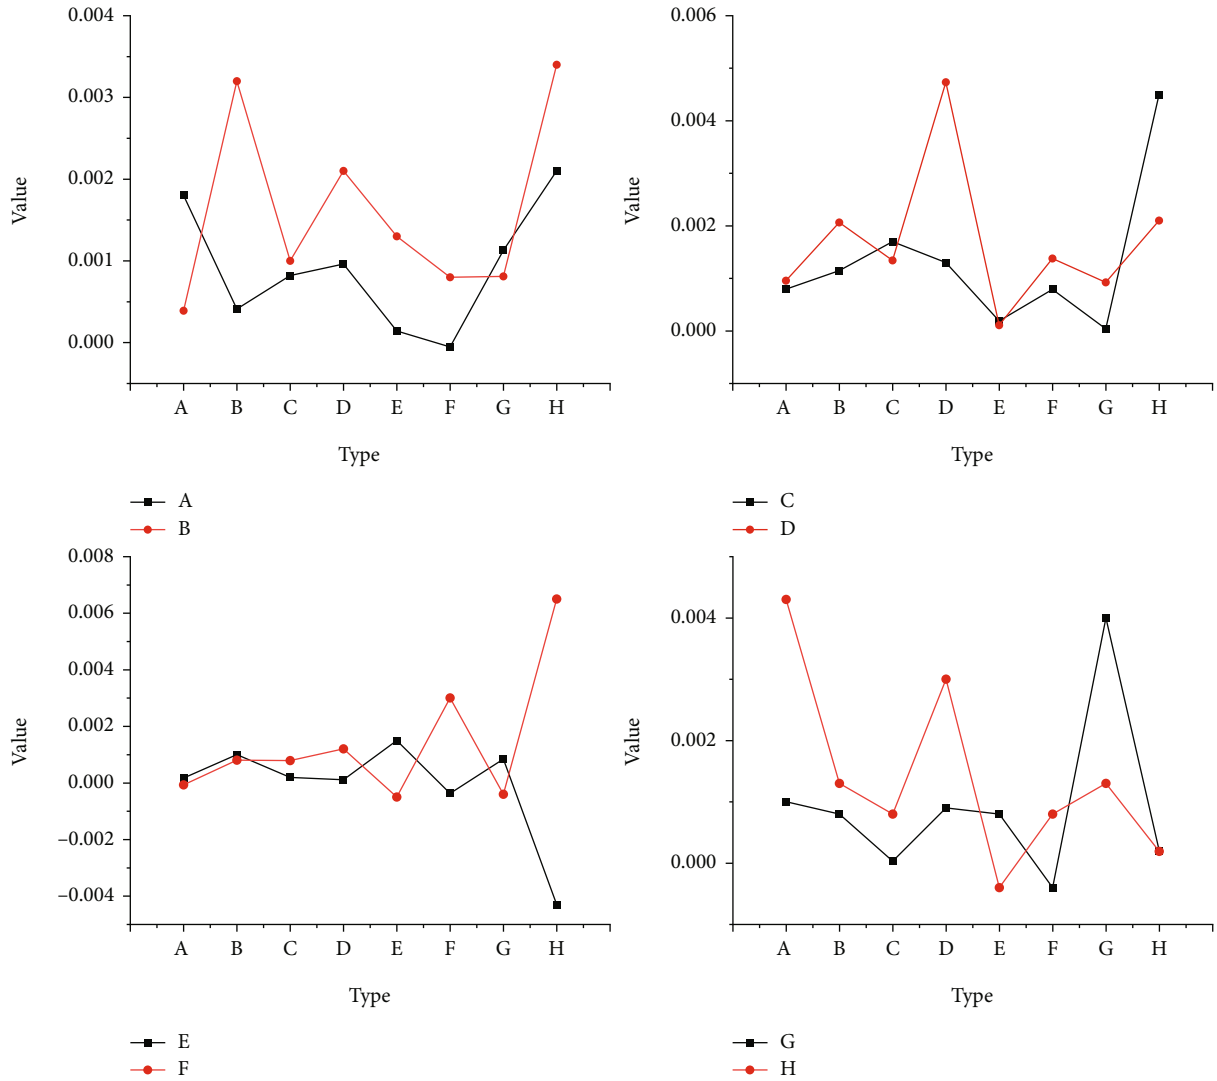 0.004
0.003
0.002
0.001
0.000
Value
A B C D E F G H
Type
A
B
0.006
0.004
0.002
0.000
Value
A B C D E F G H
Type
C
D
0.008
0.006
0.004
0.002
0.000
–0.002
–0.004
Value
A B C D E F G H
Type
E
F
0.004
0.002
0.000
Value
A B C D E F G H
Type
G
H